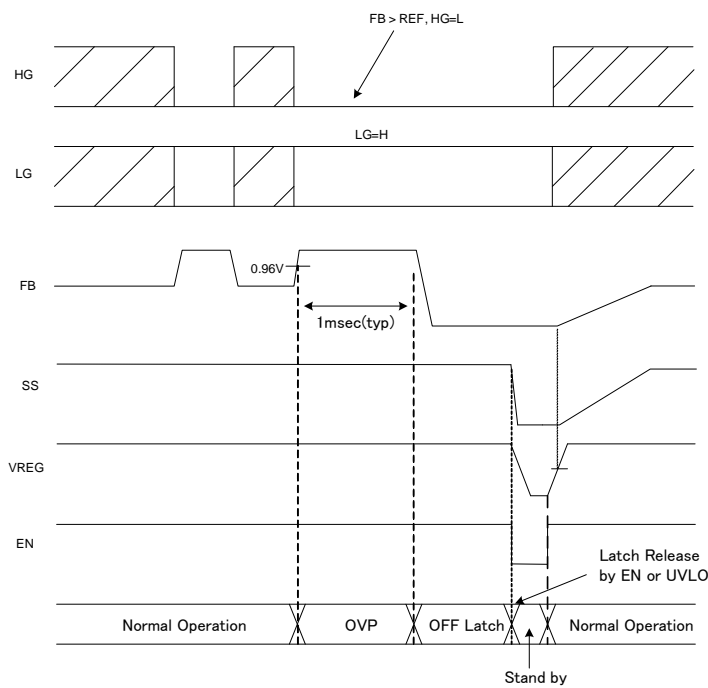 FB > REF, HG=L
HG
LG=H
LG
0.96V
FB
1msec(typ)
SS
VREG
EN
Latch Release
by EN or UVLO
Normal Operation
OVP
OFF Latch
Normal Operation
Stand by